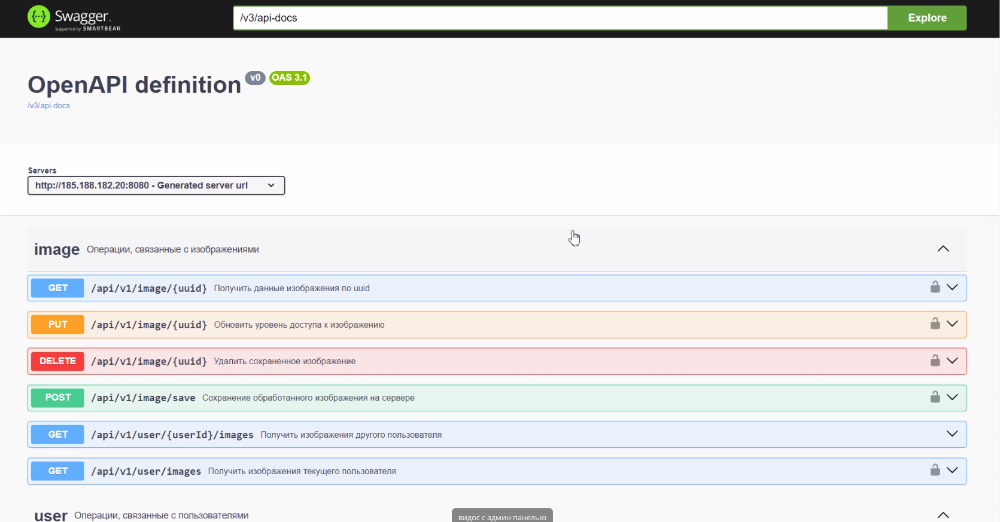 Swagger
Supported by SMARTBEAR
/v3/api-docs
Explore
OpenAPI definition v0 OAS 3.1
/v3/api-docs
Servers
http://185.188.182.20:8080 - Generated server url
image Операции, связанные с изображениями
GET /api/v1/image/{uuid} Получить данные изображения по uuid
PUT /api/v1/image/{uuid} Обновить уровень доступа к изображению
DELETE /api/v1/image/{uuid} Удалить сохраненное изображение
POST /api/v1/image/save Сохранение обработанного изображения на сервере
GET /api/v1/user/{userId}/images Получить изображения другого пользователя
GET /api/v1/user/images Получить изображения текущего пользователя
user Операции, связанные с пользователями
видос с админ панелью